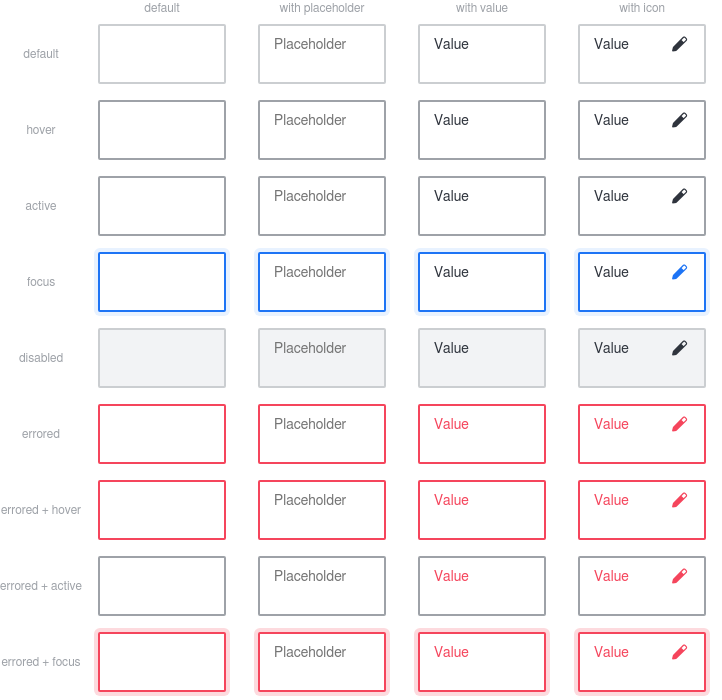 default with placeholder with value with icon
default Placeholder Value Value
hover Placeholder Value Value
active Placeholder Value Value
focus Placeholder Value Value
disabled Placeholder Value Value
errored Placeholder Value Value
errored + hover Placeholder Value Value
errored + active Placeholder Value Value
errored + focus Placeholder Value Value